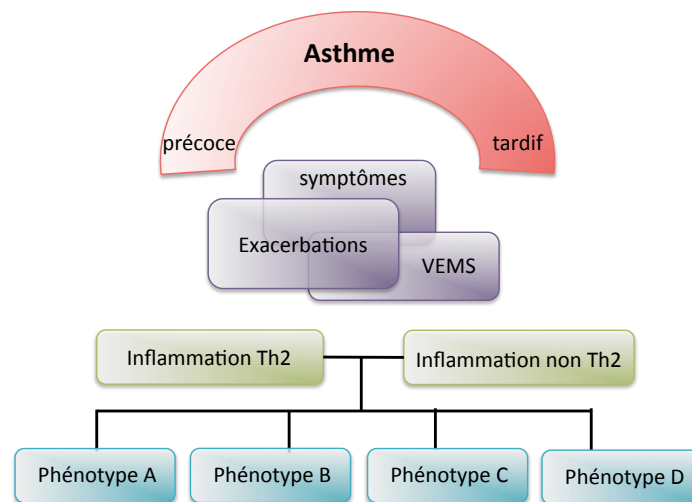 Asthme
précoce
tardif
symptômes
Exacerbations
VEMS
Inflammation Th2
Inflammation non Th2
Phénotype A
Phénotype B
Phénotype C
Phénotype D